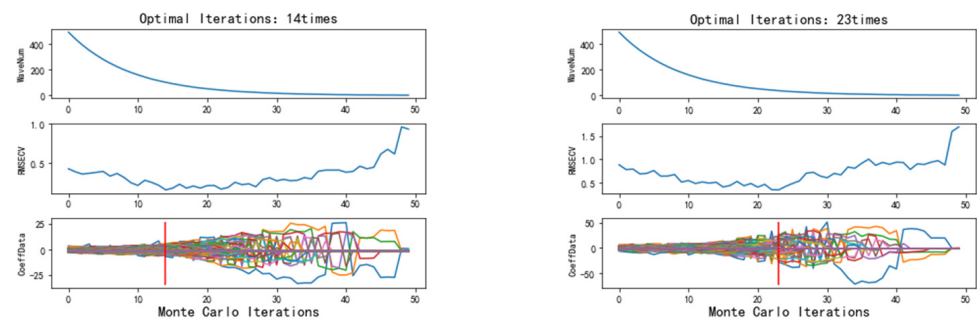 Optimal Iterations: 14times
WaveNum
400
200
0
0 10 20 30 40 50
RMSECV
1.0
0.5
0 10 20 30 40 50
CoeffData
25
0
−25
0 10 20 30 40 50
Monte Carlo Iterations
Optimal Iterations: 23times
WaveNum
400
200
0
0 10 20 30 40 50
RMSECV
1.5
1.0
0.5
0 10 20 30 40 50
CoeffData
50
0
−50
0 10 20 30 40 50
Monte Carlo Iterations